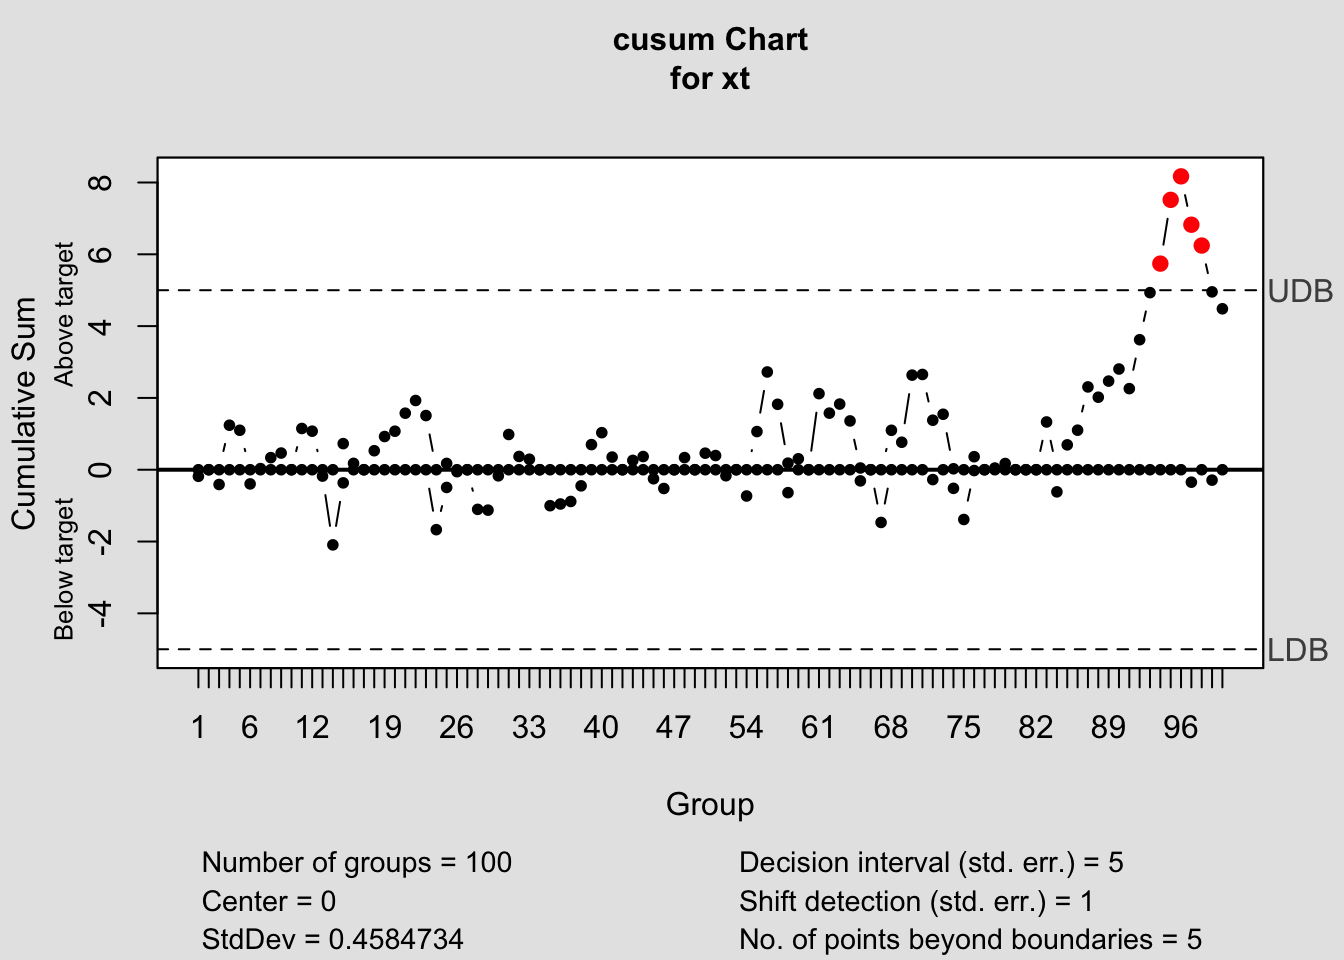 cusum Chart
for xt
Cumulative Sum
Above target
Below target
8
6
4
2
0
-2
-4
UDB
LDB
1 6 12 19 26 33 40 47 54 61 68 75 82 89 96
Group
Number of groups = 100
Center = 0
StdDev = 0.4584734
Decision interval (std. err.) = 5
Shift detection (std. err.) = 1
No. of points beyond boundaries = 5